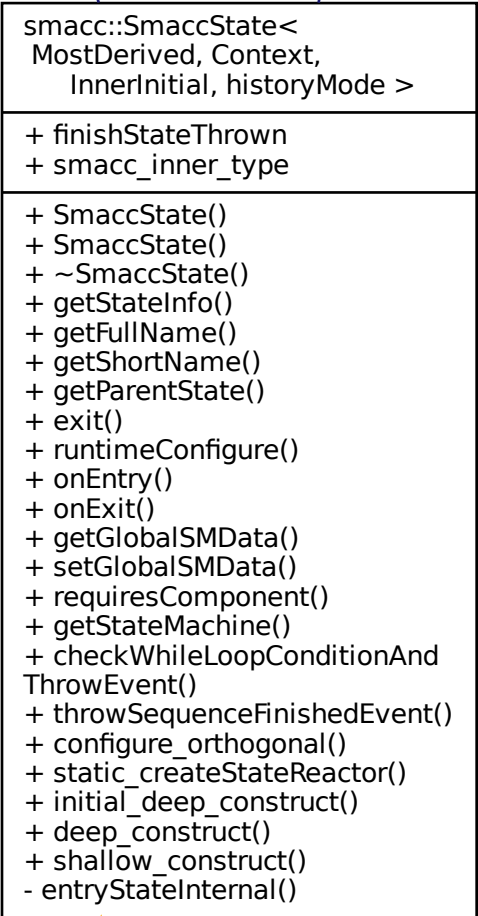 smacc::SmaccState<
MostDerived, Context,
InnerInitial, historyMode >
+ finishStateThrown
+ smacc_inner_type
+ SmaccState()
+ SmaccState()
+ ~SmaccState()
+ getStateInfo()
+ getFullName()
+ getShortName()
+ getParentState()
+ exit()
+ runtimeConfigure()
+ onEntry()
+ onExit()
+ getGlobalSMData()
+ setGlobalSMData()
+ requiresComponent()
+ getStateMachine()
+ checkWhileLoopConditionAnd
ThrowEvent()
+ throwSequenceFinishedEvent()
+ configure_orthogonal()
+ static_createStateReactor()
+ initial_deep_construct()
+ deep_construct()
+ shallow_construct()
- entryStateInternal()